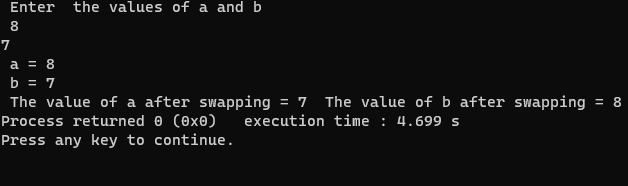 Enter  the values of a and b
8
7
a = 8
b = 7
The value of a after swapping = 7  The value of b after swapping = 8
Process returned 0 (0x0)   execution time : 4.699 s
Press any key to continue.